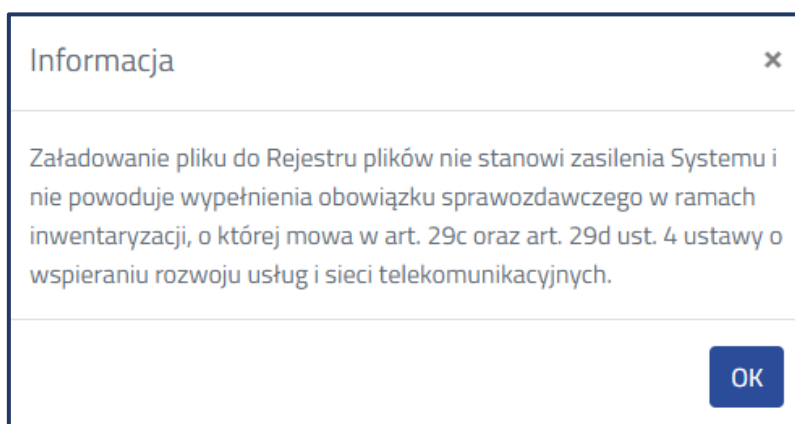 Informacja ×
Załadowanie pliku do Rejestru plików nie stanowi zasilenia Systemu i
nie powoduje wypełnienia obowiązku sprawozdawczego w ramach
inwentaryzacji, o której mowa w art. 29c oraz art. 29d ust. 4 ustawy o
wspieraniu rozwoju usług i sieci telekomunikacyjnych.
OK